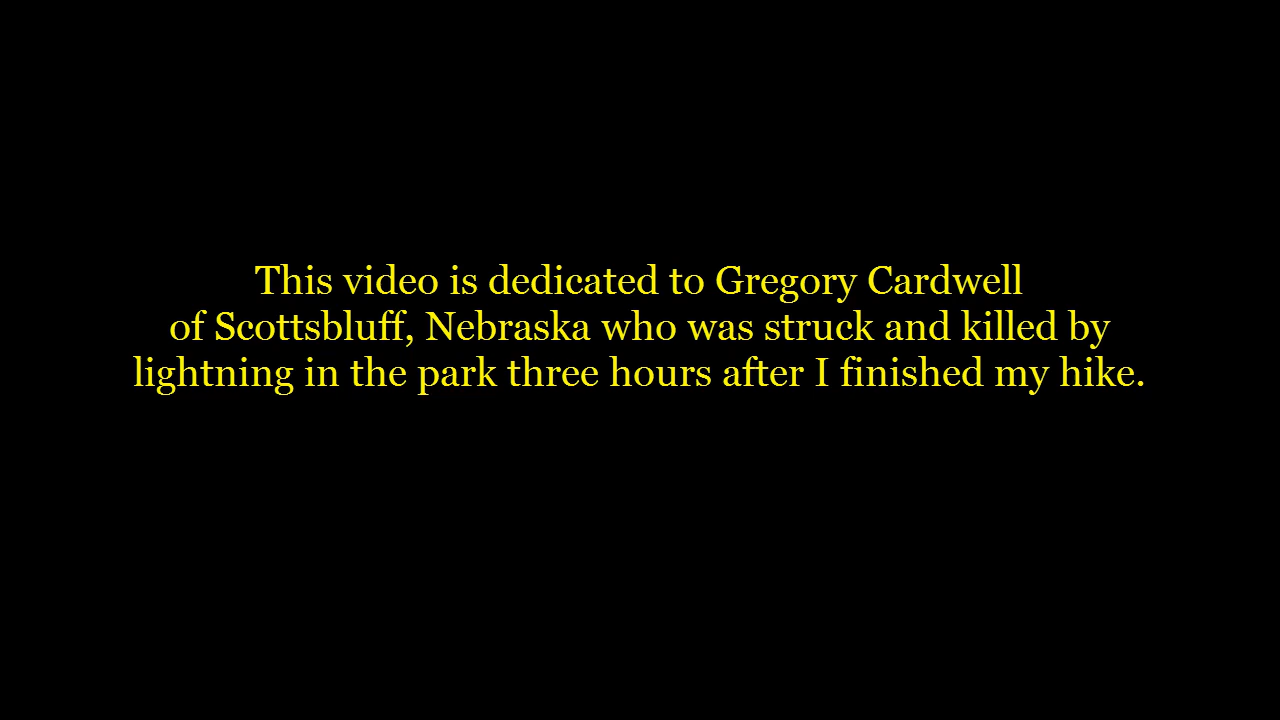 This video is dedicated to Gregory Cardwell
of Scottsbluff, Nebraska who was struck and killed by
lightning in the park three hours after I finished my hike.